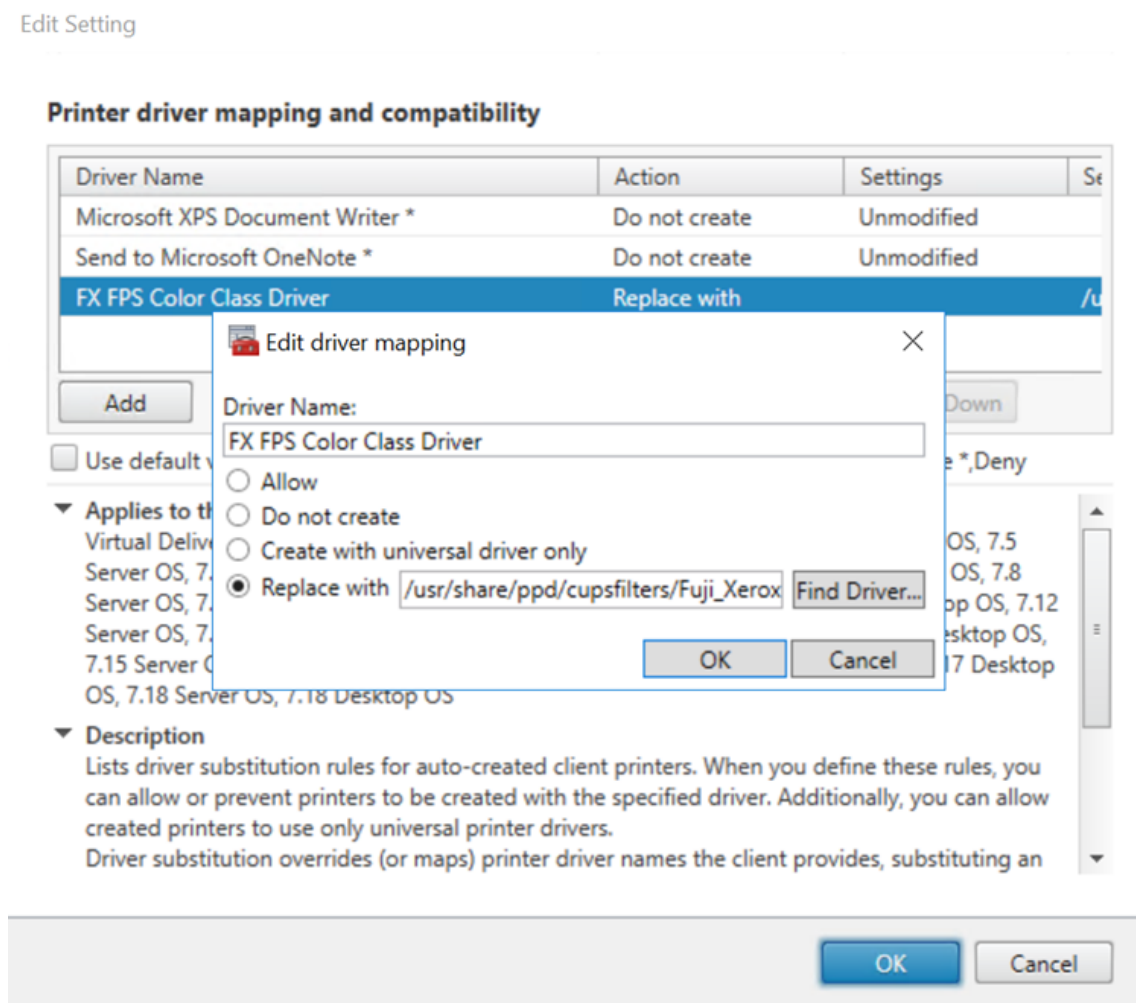 Edit Setting
Printer driver mapping and compatibility
Driver Name Action Settings
Microsoft XPS Document Writer * Do not create Unmodified
Send to Microsoft OneNote * Do not create Unmodified
FX FPS Color Class Driver Replace with /u
Edit driver mapping
Add Down
Driver Name:
FX FPS Color Class Driver
Use default *,Deny
Allow
Applies to
Do not create
Virtual OS, 7.5
Create with universal driver only
Server OS, 7. OS, 7.8
Replace with /usr/share/ppd/cupsfilters/Fuji_Xerox Find Driver...
Server OS, 7. OS, 7.12
Server OS, 7. OS,
OK Cancel
7.15 Server 17 Desktop
OS, 7.18 Server OS, 7.18 Desktop OS
Description
Lists driver substitution rules for auto-created client printers. When you define these rules, you
can allow or prevent printers to be created with the specified driver. Additionally, you can allow
created printers to use only universal printer drivers.
Driver substitution overrides (or maps) printer driver names the client provides, substituting an
OK Cancel